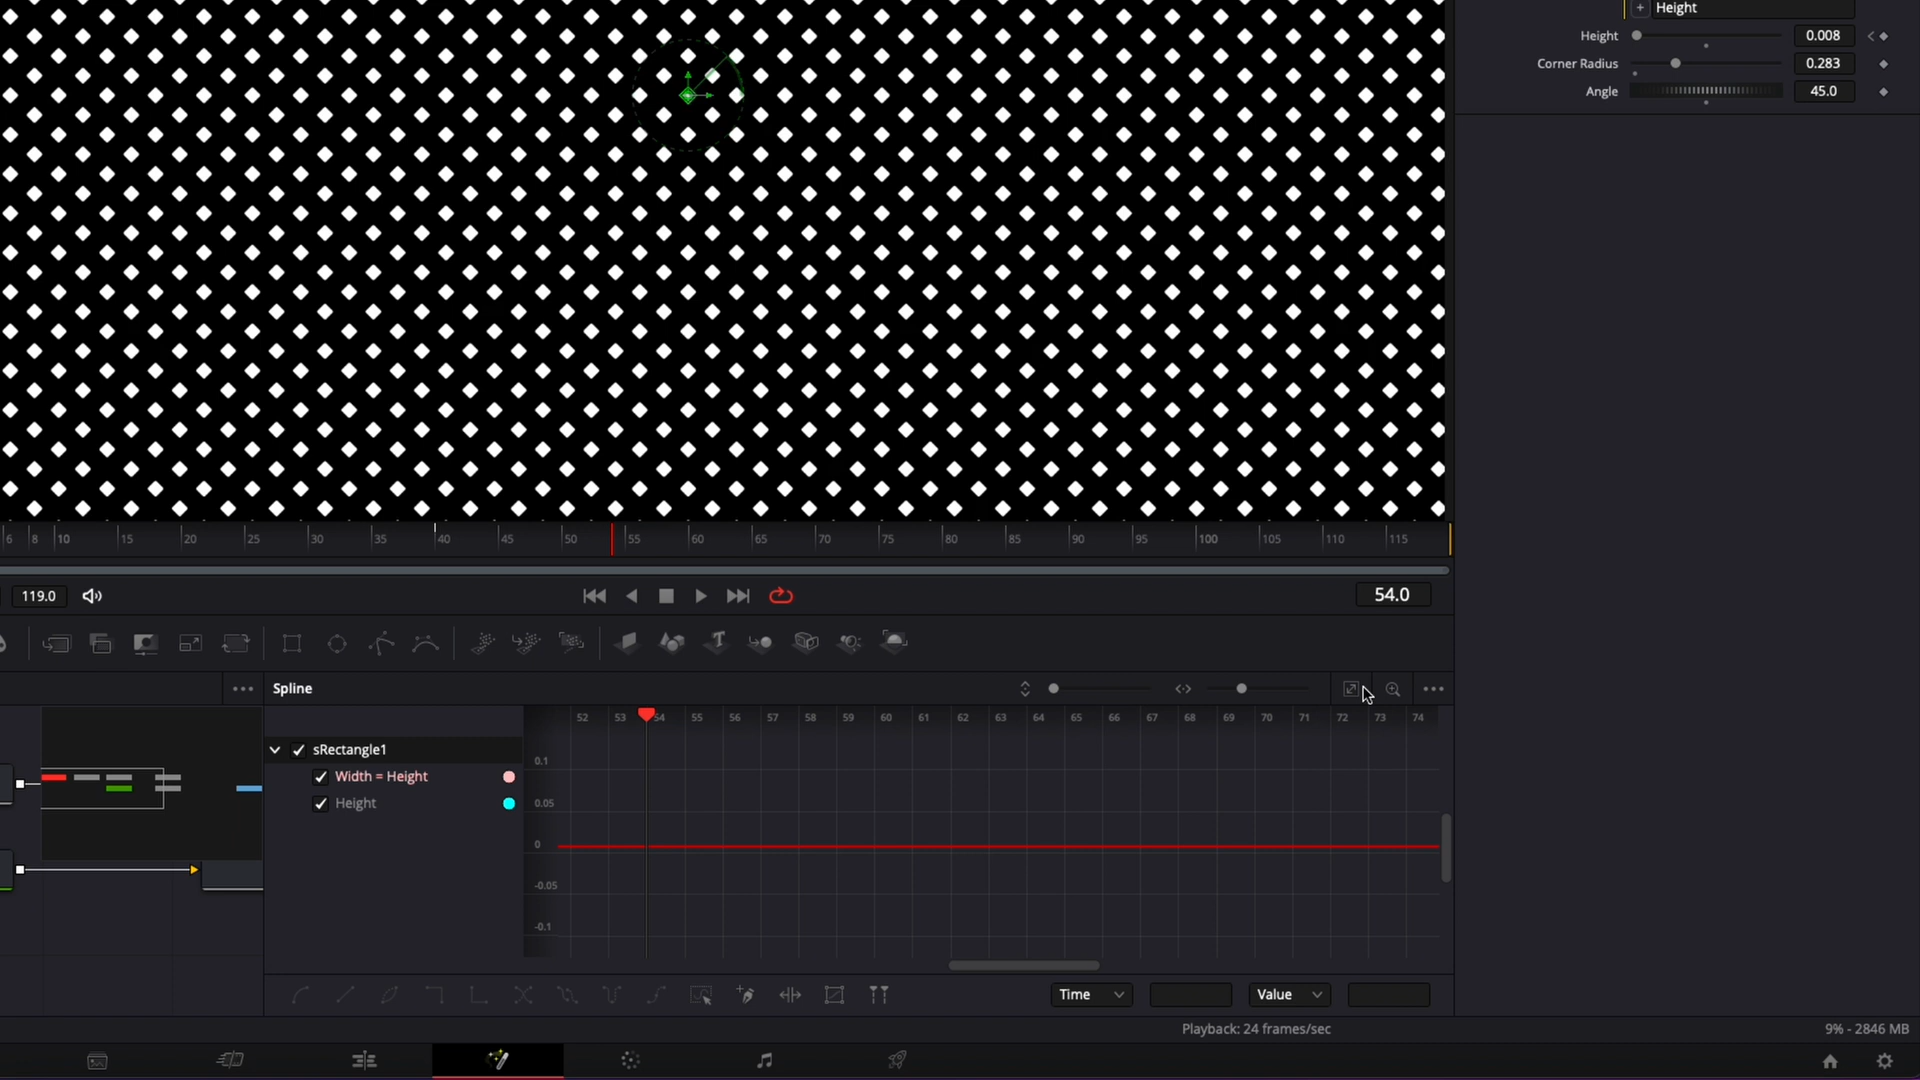 Height
Height 0.008
Corner Radius 0.283
Angle 45.0
6 8 10 15 20 25 30 35 40 45 50 55 60 65 70 75 80 85 90 95 100 105 110 115
119.0 54.0
Spline
52 53 54 55 56 57 58 59 60 61 62 63 64 65 66 67 68 69 70 71 72 73 74
sRectangle1
Width = Height
Height
0.1
0.05
0
-0.05
-0.1
Time Value
Playback: 24 frames/sec 9% - 2846 MB